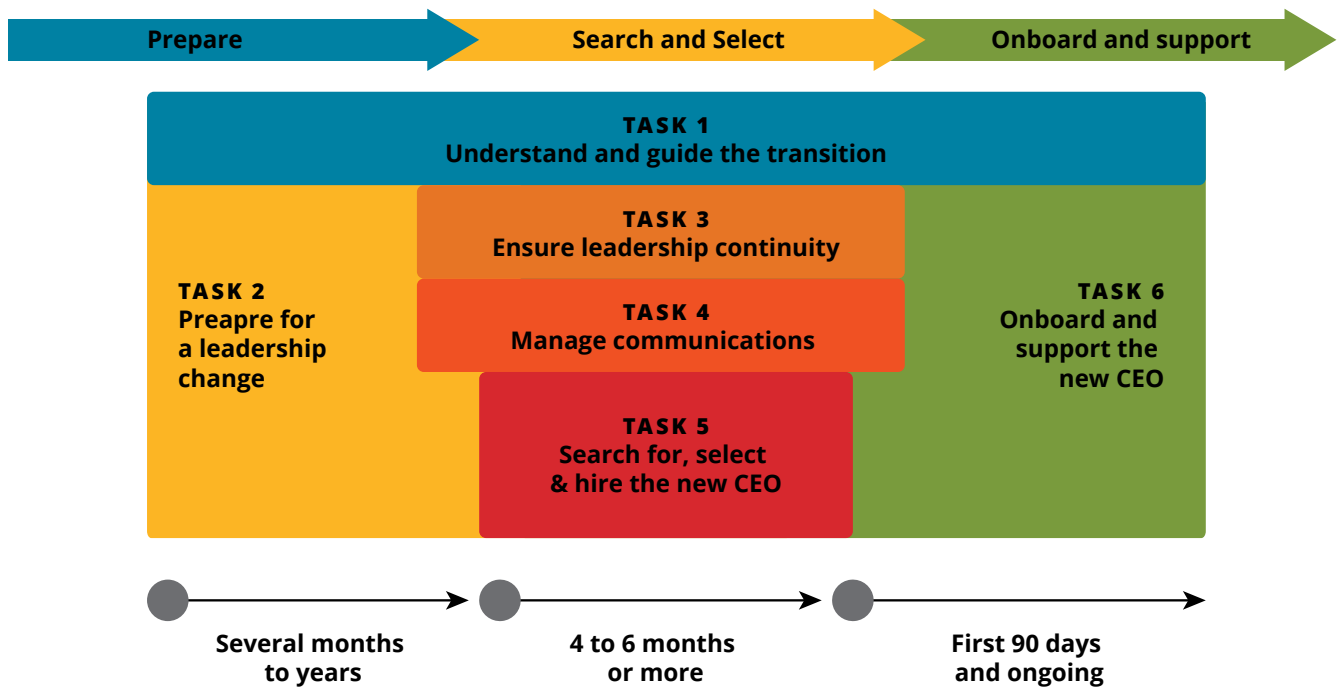 Prepare
Search and Select
Onboard and support
TASK 1
Understand and guide the transition
TASK 3
Ensure leadership continuity
TASK 2
Preapre for
a leadership
change
TASK 4
Manage communications
TASK 6
Onboard and
support the
new CEO
TASK 5
Search for, select
& hire the new CEO
Several months
to years
4 to 6 months
or more
First 90 days
and ongoing